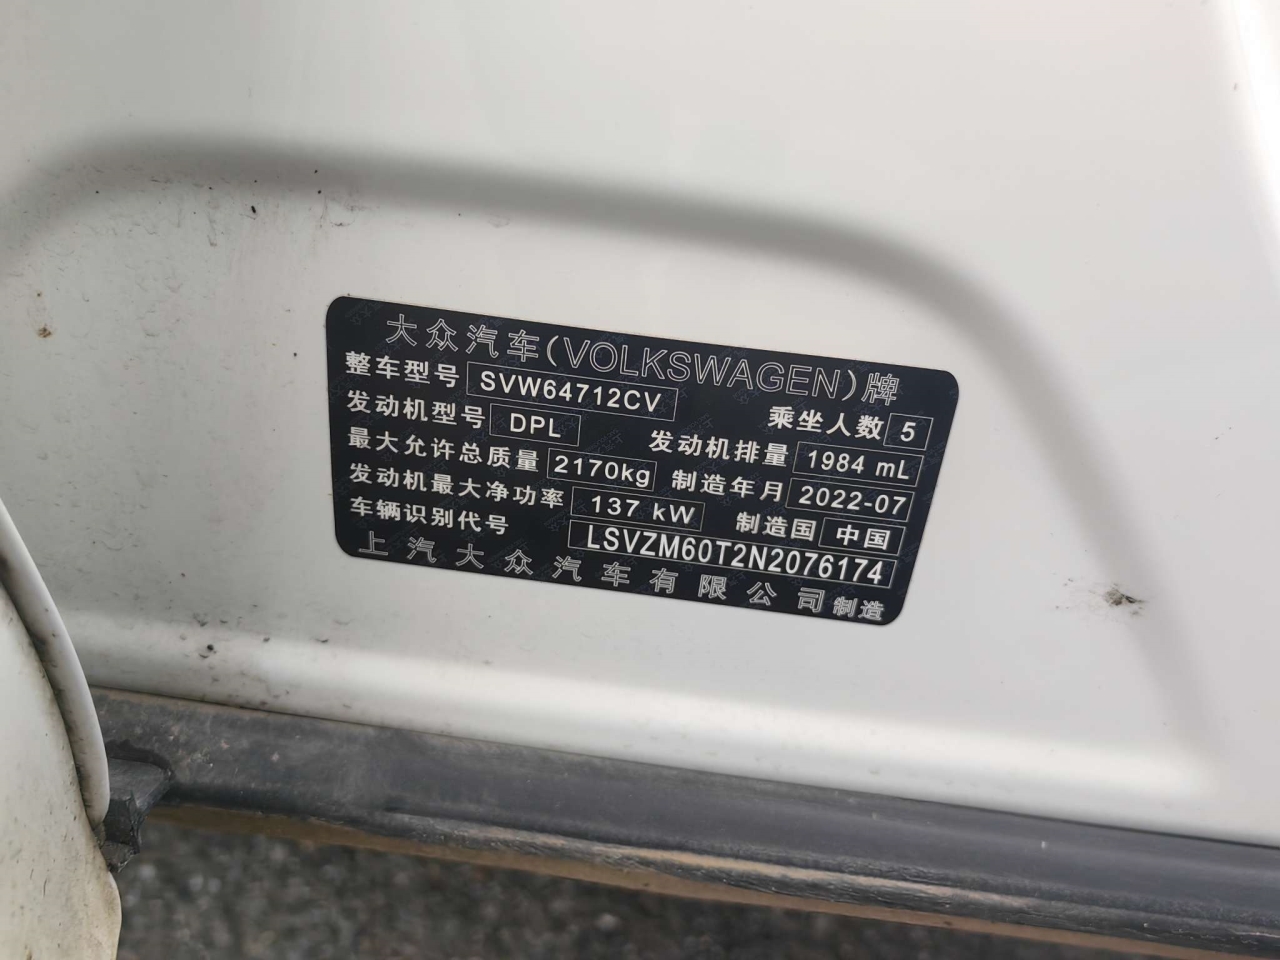 大众汽车(VOLKSWAGEN)牌
整车型号 SVW64712CV 乘坐人数 5
发动机型号 DPL 发动机排量 1984 mL
最大允许总质量 2170kg 制造年月 2022-07
发动机最大净功率 137 kW 制造国 中国
车辆识别代号 LSVZM60T2N2076174
上汽大众汽车有限公司 制造